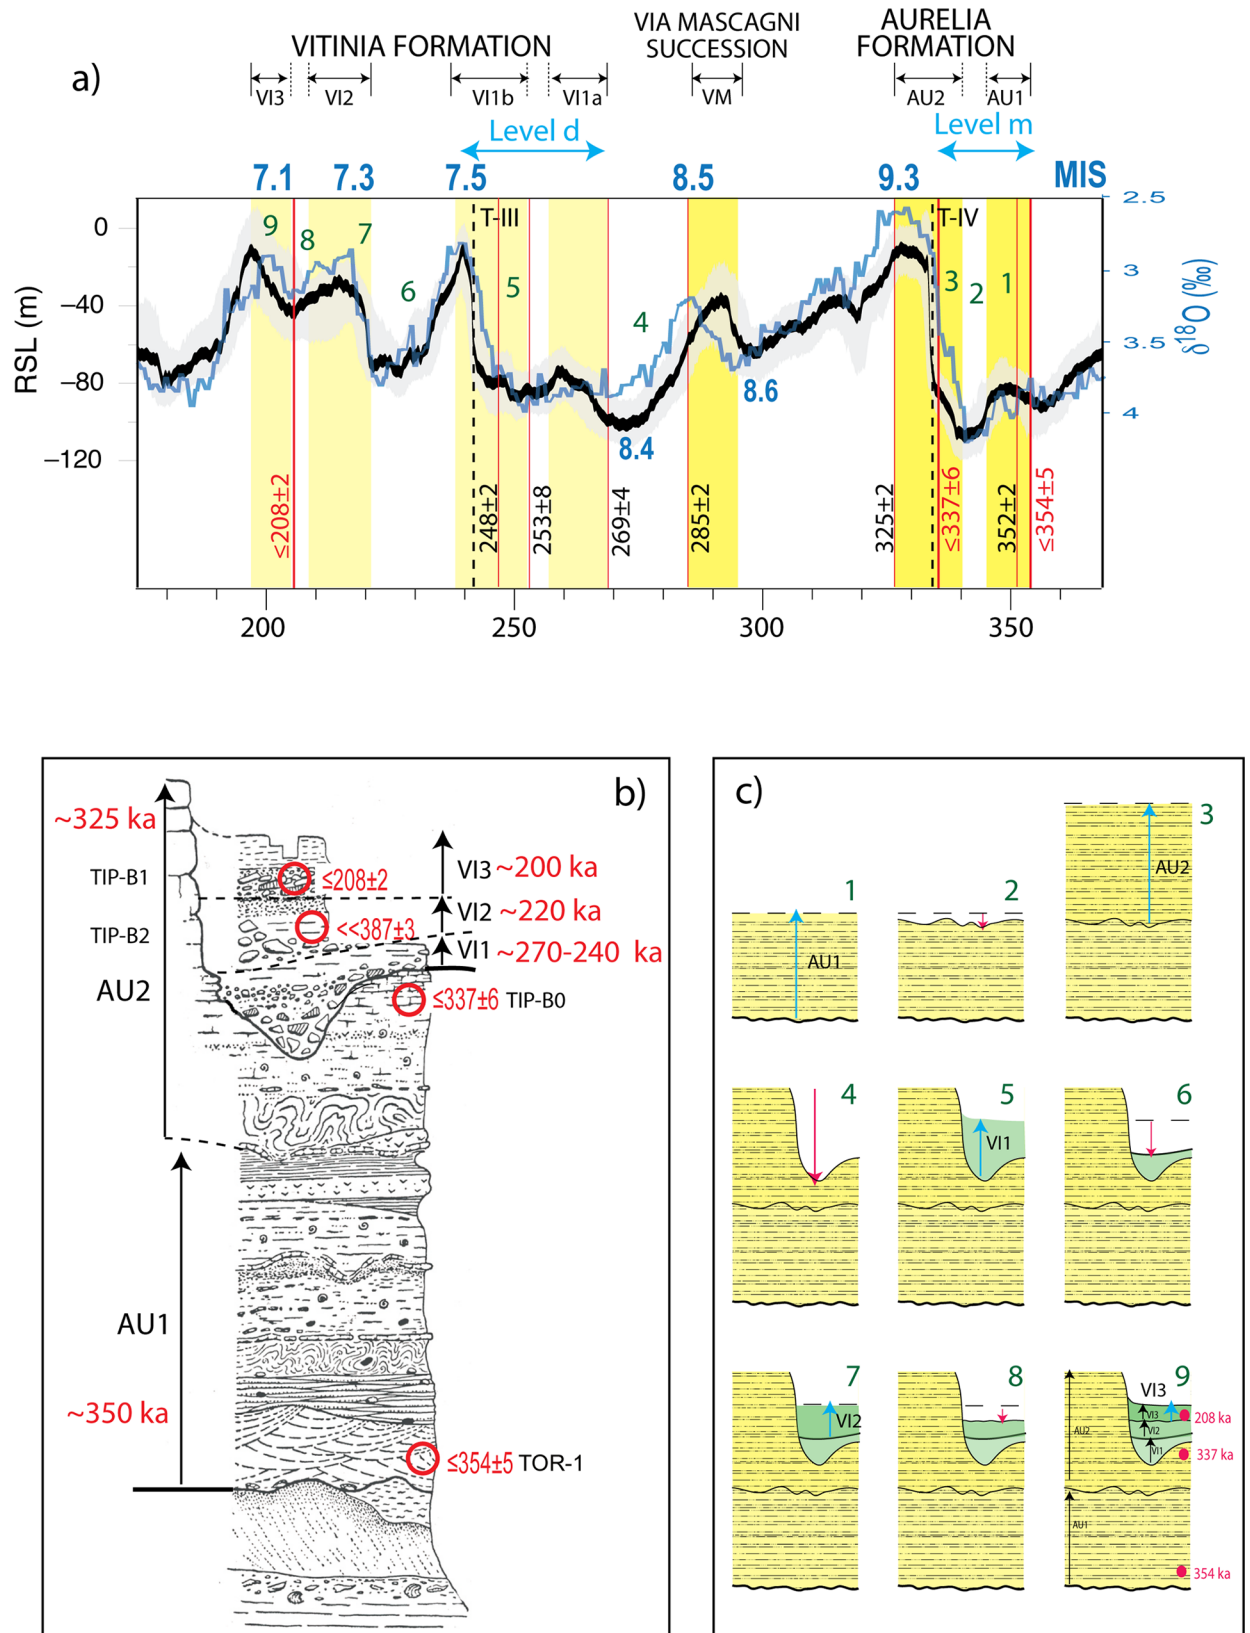 a)
VITINIA FORMATION
VIA MASCAGNI
SUCCESSION
AURELIA
FORMATION
VI3
VI2
VI1b
VI1a
VM
AU2
AU1
Level d
Level m
7.1
7.3
7.5
8.5
9.3
MIS
RSL (m)
0
−40
−80
−120
2.5
3
3.5
4
δ18O (‰)
T-III
T-IV
9
8
7
6
5
4
3
2
1
8.4
8.6
≤208±2
248±2
253±8
269±4
285±2
325±2
≤337±6
352±2
≤354±5
200
250
300
350
b)
~325 ka
TIP-B1
≤208±2
VI3 ~200 ka
TIP-B2
<<387±3
VI2 ~220 ka
VI1 ~270-240 ka
AU2
≤337±6 TIP-B0
AU1
~350 ka
≤354±5 TOR-1
c)
1
AU1
2
3
AU2
4
5
VI1
6
7
VI2
8
9
VI3
VI3
VI2
VI1
AU2
AU1
208 ka
337 ka
354 ka